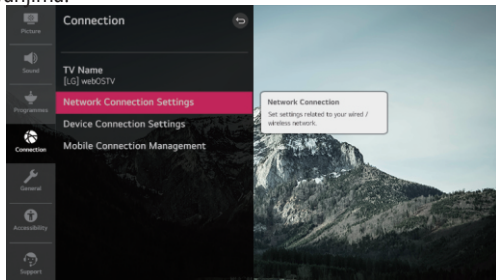 Picture
Sound
Programmes
Connection
General
Accessibility
Support
Connection
TV Name
[LG] webOSTV
Network Connection Settings
Device Connection Settings
Mobile Connection Management
Network Connection
Set settings related to your wired /
wireless network.